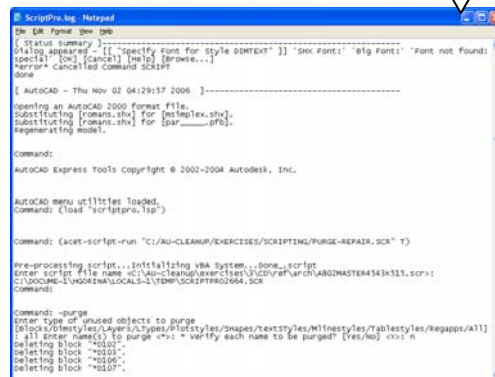 ScriptPro.log - Notepad
File Edit Format View Help
[ Status summary ]----------------------------------------------------
Dialog appeared - [[ "Specify Font for Style DIMTEXT" ]] 'SHX Font:' 'Big Font:' 'Font not found:
special' [OK] [Cancel] [Help] [Browse...]
*error* Cancelled Command SCRIPT
done
[ AutoCAD - Thu Nov 02 04:29:57 2006 ]----------------------------------
Opening an AutoCAD 2000 format file.
Substituting [romans.shx] for [msimplex.shx].
Substituting [romans.shx] for [par_____.pfb].
Regenerating model.
Command:
AutoCAD Express Tools Copyright © 2002-2004 Autodesk, Inc.
AutoCAD menu utilities loaded.
Command: (load "scriptpro.lsp")
Command: (acet-script-run "C:/AU-CLEANUP/EXERCISES/SCRIPTING/PURGE-REPAIR.SCR" T)
Pre-processing script...Initializing VBA System...Done_.script
Enter script file name <C:\AU-cleanup\exercises\3\CD\ref\arch\A802MASTER4543k515.scr>:
C:\DOCUME~1\MGORINA\LOCALS~1\TEMP\SCRIPTPRO2664.SCR
Command:
Command: -purge
Enter type of unused objects to purge
[Blocks/Dimstyles/LAyers/LTypes/Plotstyles/SHapes/textSTyles/Mlinestyles/Tablestyles/Regapps/All]
: all Enter name(s) to purge <*>: * Verify each name to be purged? [Yes/No] <Y>: n
Deleting block "*D102".
Deleting block "*D103".
Deleting block "*D106".
Deleting block "*D107".